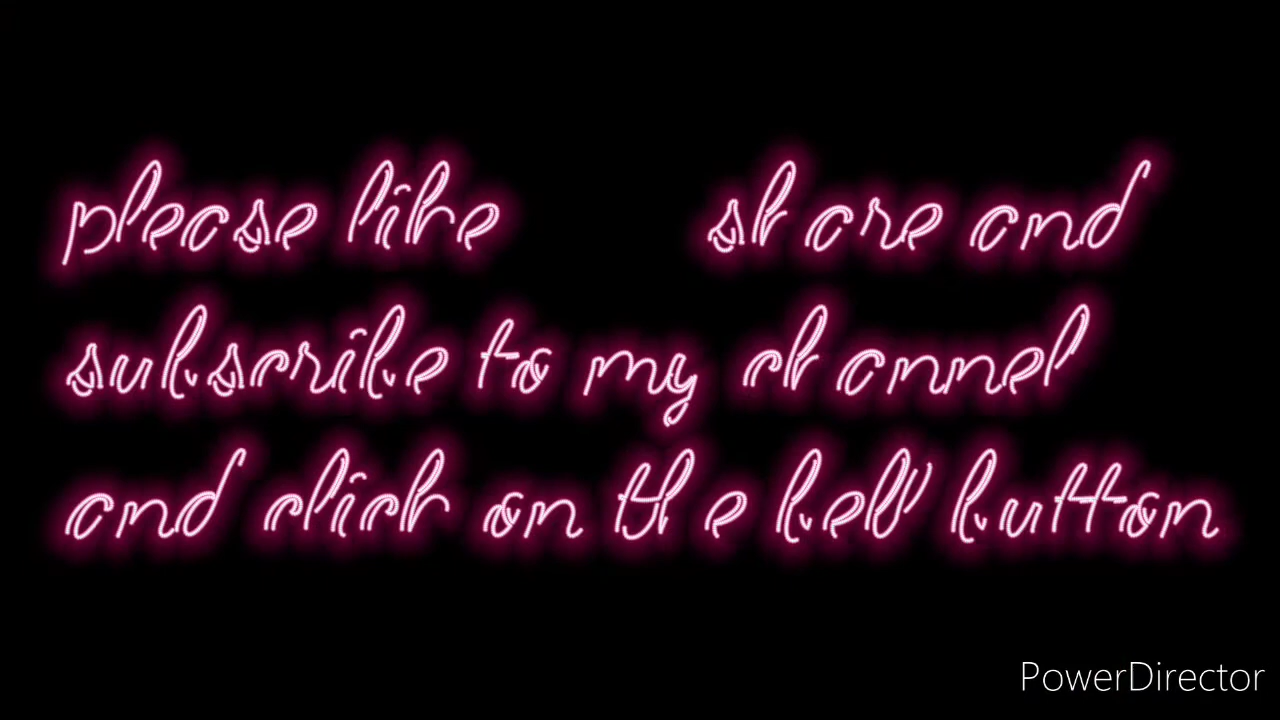 please like share and
subscribe to my channel
and click on the bell button
PowerDirector